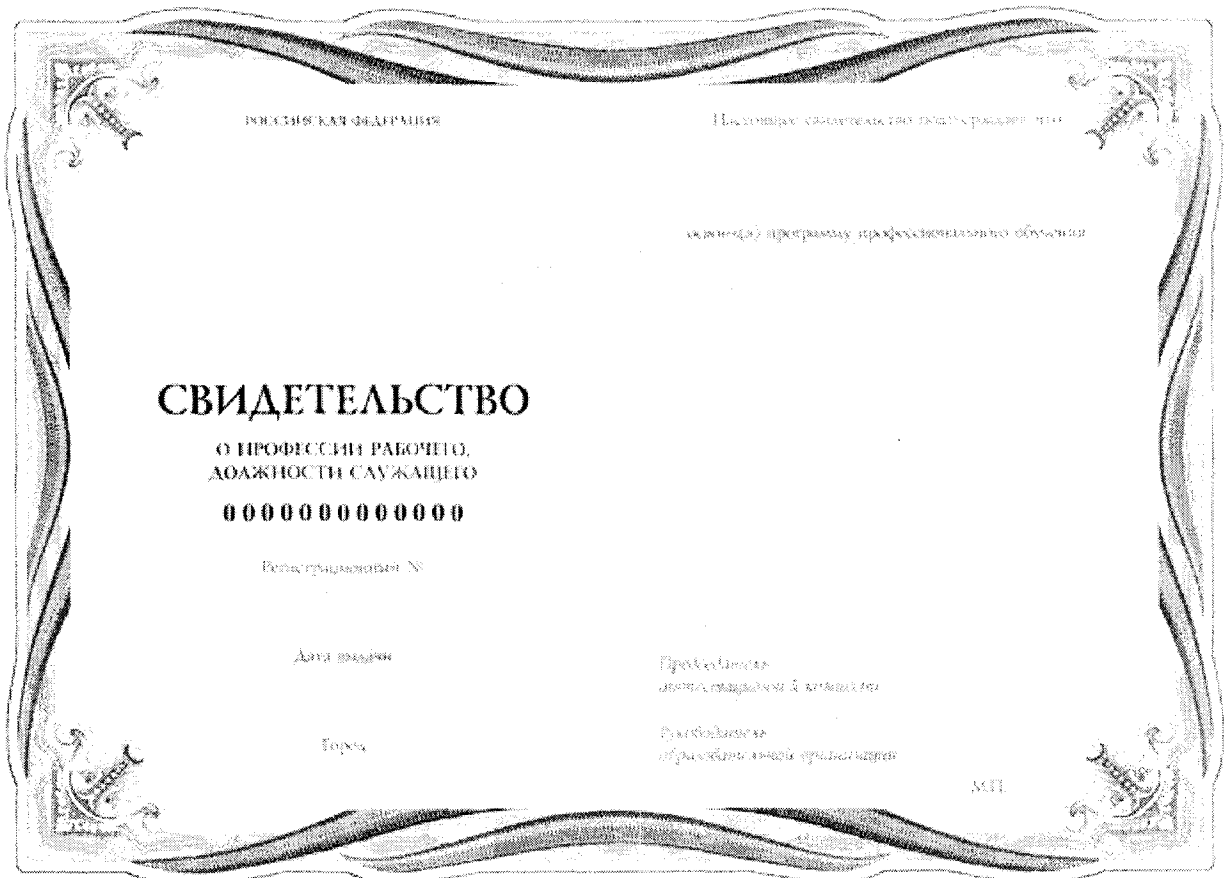 РОССИЙСКАЯ ФЕДЕРАЦИЯ
СВИДЕТЕЛЬСТВО
О ПРОФЕССИИ РАБОЧЕГО,
ДОЛЖНОСТИ СЛУЖАЩЕГО
0000000000000
Регистрационный №
Дата выдачи
Город
Настоящее свидетельство подтверждает, что
освоил(а) программу профессионального обучения
Председатель
аттестационной комиссии
Руководитель
образовательной организации
М.П.